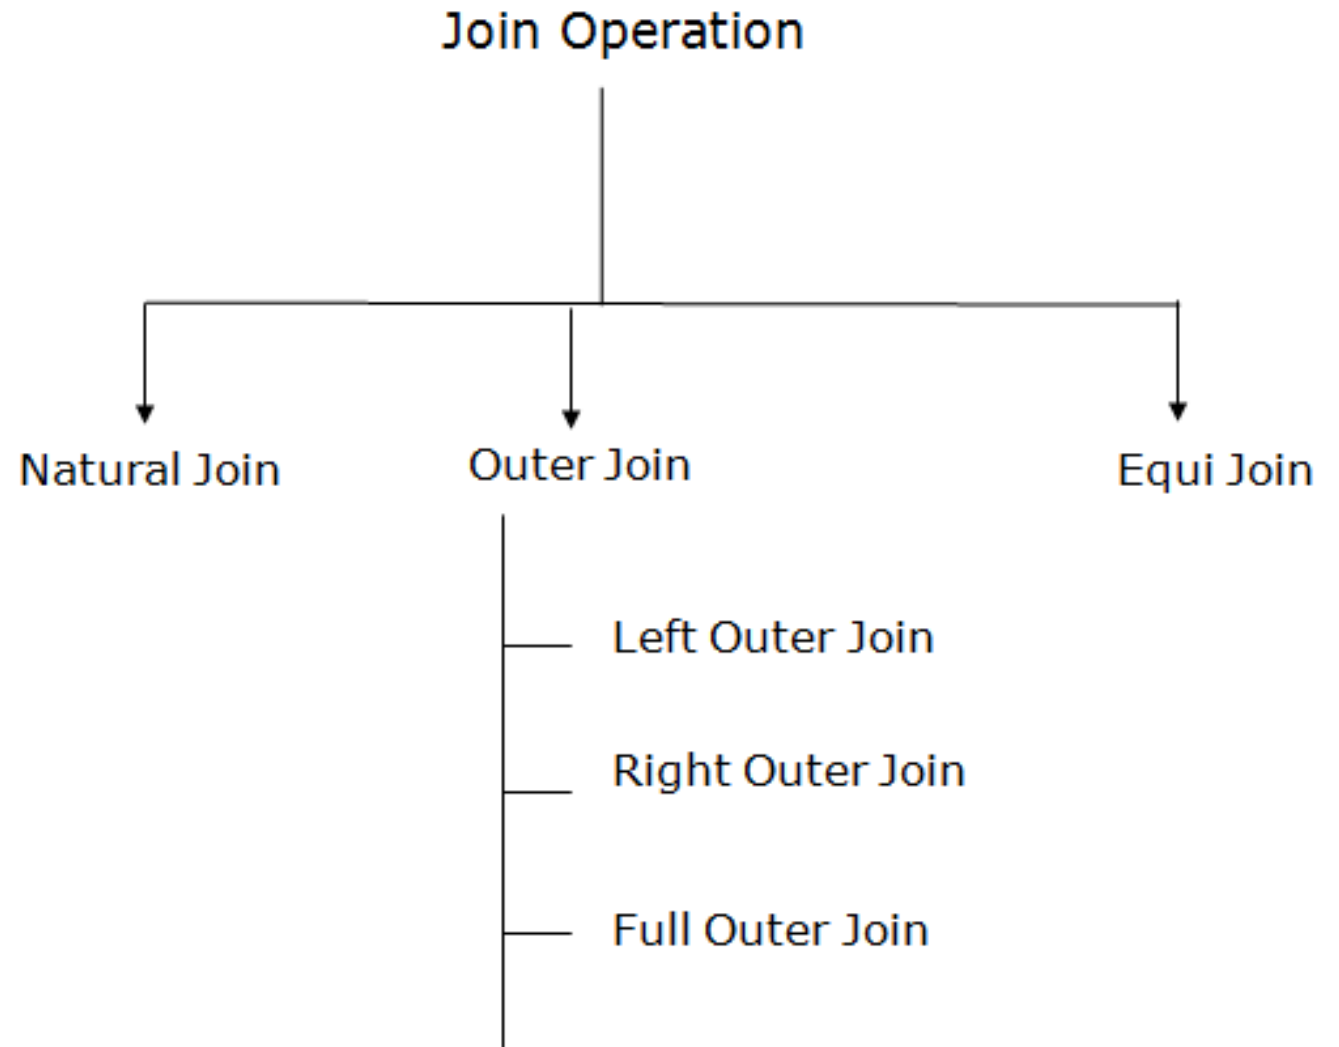 Join Operation
Natural Join
Outer Join
Equi Join
Left Outer Join
Right Outer Join
Full Outer Join